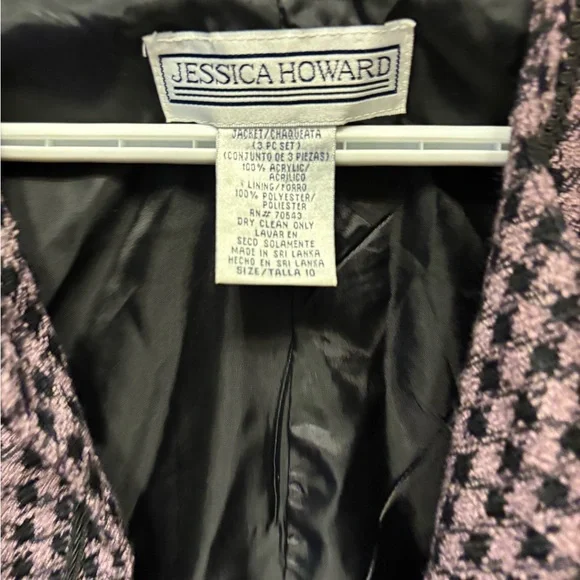 JESSICA HOWARD
JACKET/CHAQUEATA
(3 PC SET)
(CONJUNTO DE 3 PIEZAS)
100% ACRYLIC/
ACRILICO
LINING/FORRO
100% POLYESTER/
POLIESTER
RN# 70543
DRY CLEAN ONLY
LAVAR EN
SECO SOLAMENTE
MADE IN SRI LANKA
HECHO EN SRI LANKA
SIZE/TALLA 10